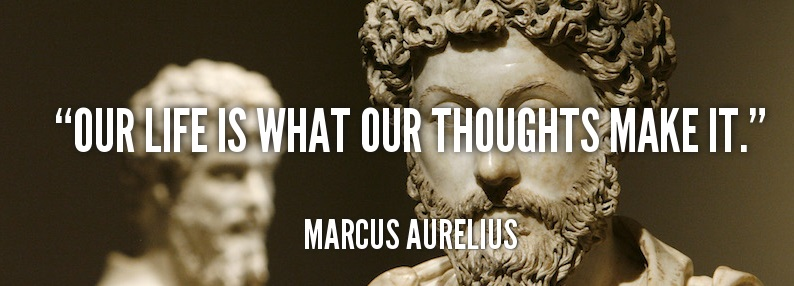 “OUR LIFE IS WHAT OUR THOUGHTS MAKE IT.”
MARCUS AURELIUS